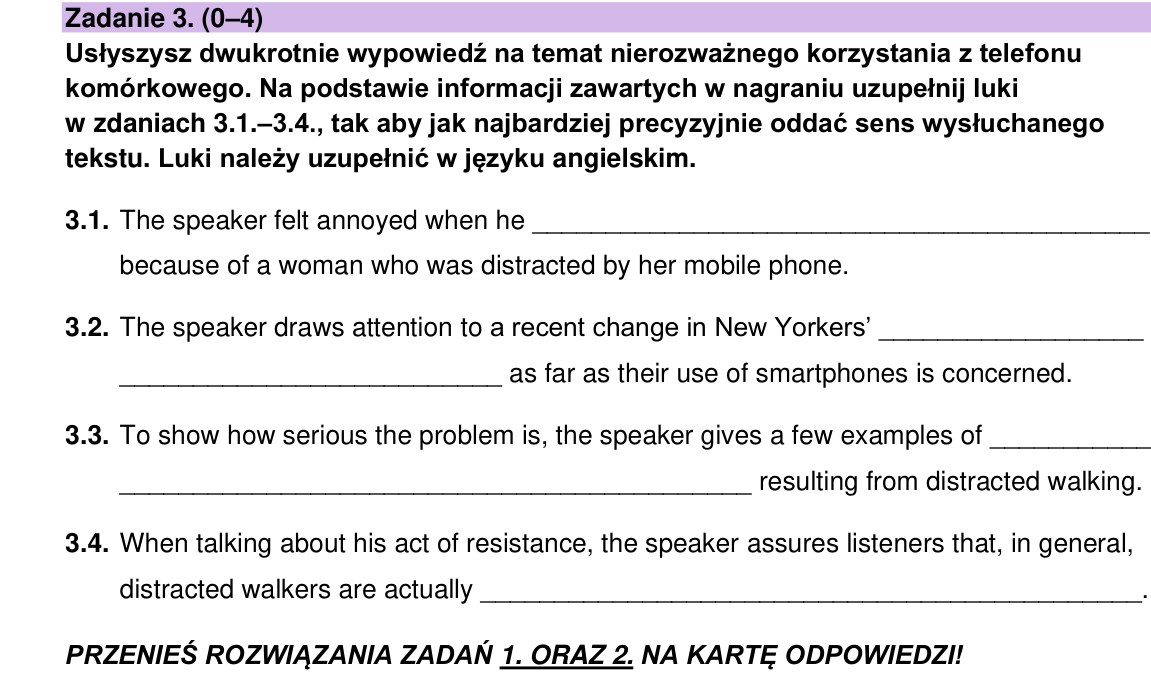 Zadanie 3. (0–4)
Usłyszysz dwukrotnie wypowiedź na temat nierozważnego korzystania z telefonu
komórkowego. Na podstawie informacji zawartych w nagraniu uzupełnij luki
w zdaniach 3.1.–3.4., tak aby jak najbardziej precyzyjnie oddać sens wysłuchanego
tekstu. Luki należy uzupełnić w języku angielskim.
3.1. The speaker felt annoyed when he ___________________________________________
because of a woman who was distracted by her mobile phone.
3.2. The speaker draws attention to a recent change in New Yorkers’ __________________
__________________________ as far as their use of smartphones is concerned.
3.3. To show how serious the problem is, the speaker gives a few examples of ___________
___________________________________________ resulting from distracted walking.
3.4. When talking about his act of resistance, the speaker assures listeners that, in general,
distracted walkers are actually _____________________________________________.
PRZENIEŚ ROZWIĄZANIA ZADAŃ 1. ORAZ 2. NA KARTĘ ODPOWIEDZI!